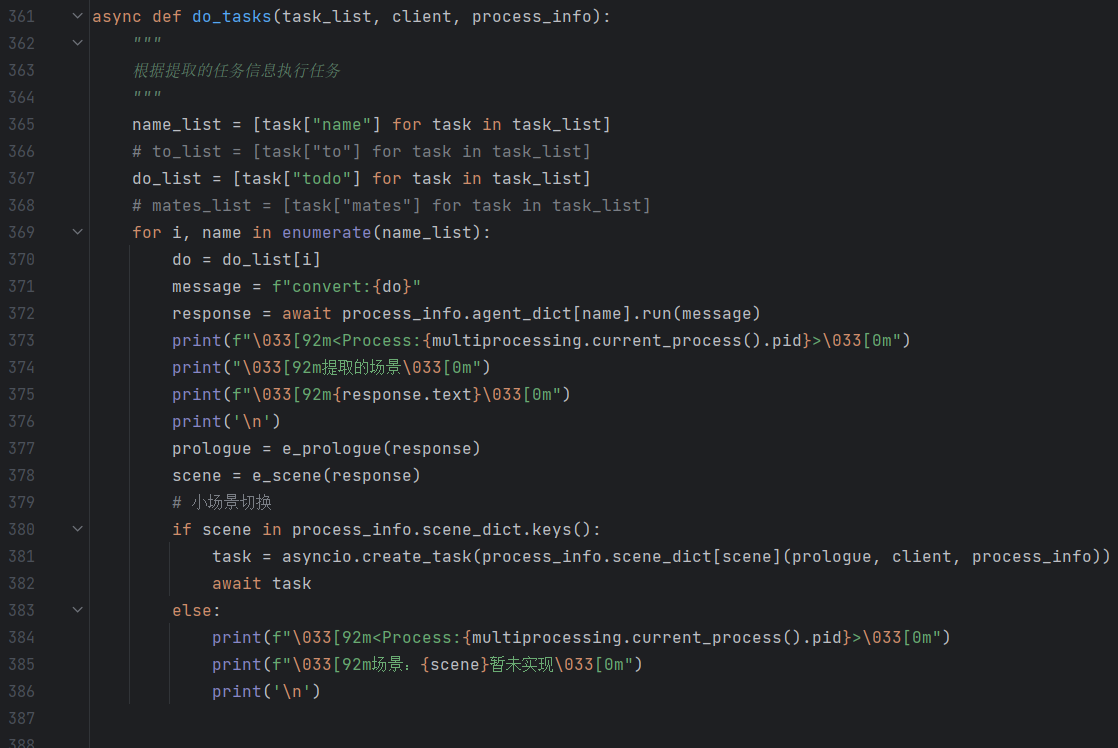 361 async def do_tasks(task_list, client, process_info):
362     """
363     根据提取的任务信息执行任务
364     """
365     name_list = [task["name"] for task in task_list]
366     # to_list = [task["to"] for task in task_list]
367     do_list = [task["todo"] for task in task_list]
368     # mates_list = [task["mates"] for task in task_list]
369     for i, name in enumerate(name_list):
370         do = do_list[i]
371         message = f"convert:{do}"
372         response = await process_info.agent_dict[name].run(message)
373         print(f"\033[92m<Process:{multiprocessing.current_process().pid}>\033[0m")
374         print("\033[92m提取的场景\033[0m")
375         print(f"\033[92m{response.text}\033[0m")
376         print('\n')
377         prologue = e_prologue(response)
378         scene = e_scene(response)
379         # 小场景切换
380         if scene in process_info.scene_dict.keys():
381             task = asyncio.create_task(process_info.scene_dict[scene](prologue, client, process_info))
382             await task
383         else:
384             print(f"\033[92m<Process:{multiprocessing.current_process().pid}>\033[0m")
385             print(f"\033[92m场景：{scene}暂未实现\033[0m")
386             print('\n')
387
388